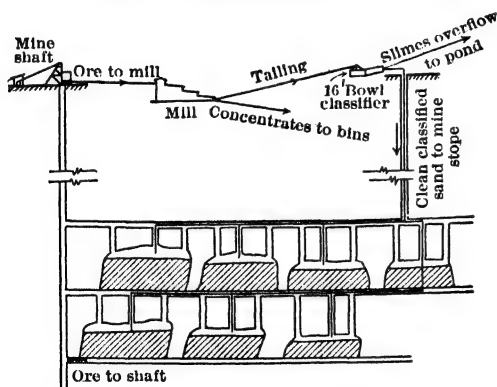 Mine
shaft
Ore to mill
Mill
Concentrates to bins
Tailing
16' Bowl
classifier
Slimes overflow
to pond
Clean classified
sand to mine
stope
Ore to shaft